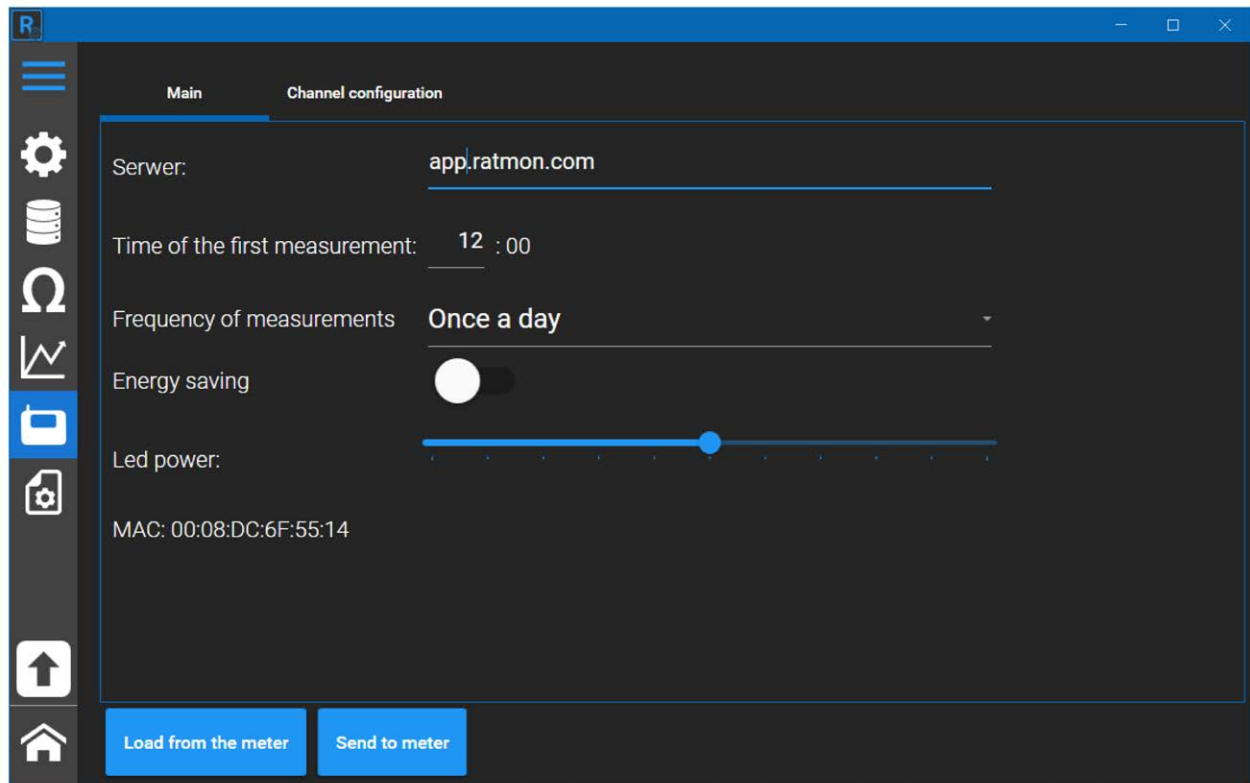 R
Main
Channel configuration
Serwer: app.ratmon.com
Time of the first measurement: 12 : 00
Frequency of measurements Once a day
Energy saving
Led power:
MAC: 00:08:DC:6F:55:14
Load from the meter
Send to meter